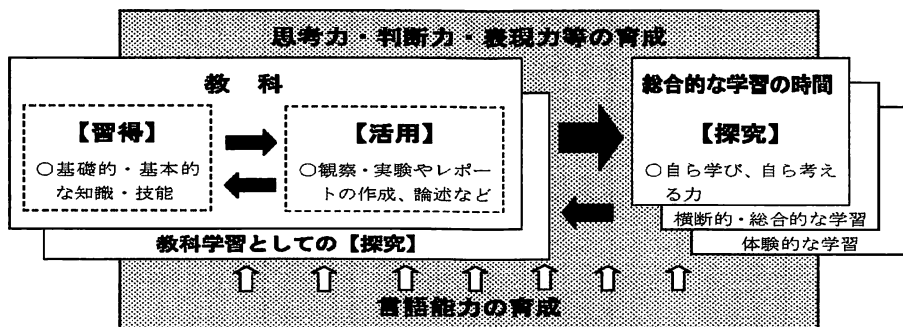 思考力・判断力・表現力等の育成
教 科
【習得】
○基礎的・基本的
な知識・技能
【活用】
○観察・実験やレポー
トの作成、論述など
教科学習としての【探究】
総合的な学習の時間
【探究】
○自ら学び、自ら考え
る力
横断的・総合的な学習
体験的な学習
言語能力の育成